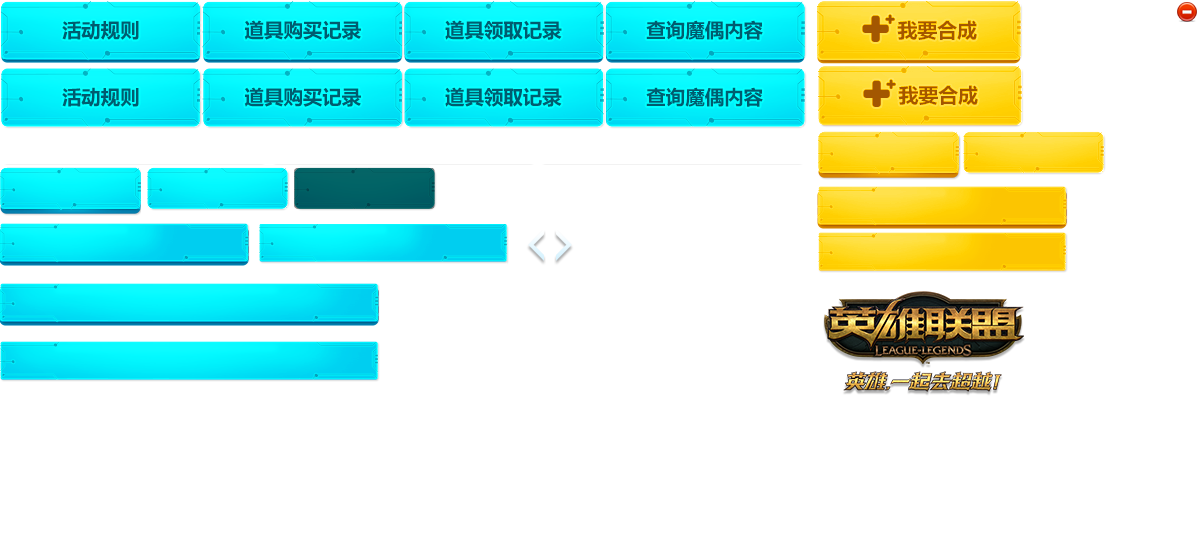 活动规则 道具购买记录 道具领取记录 查询魔偶内容 我要合成
活动规则 道具购买记录 道具领取记录 查询魔偶内容 我要合成
英雄联盟
LEAGUE OF LEGENDS
英雄,一起去超越!